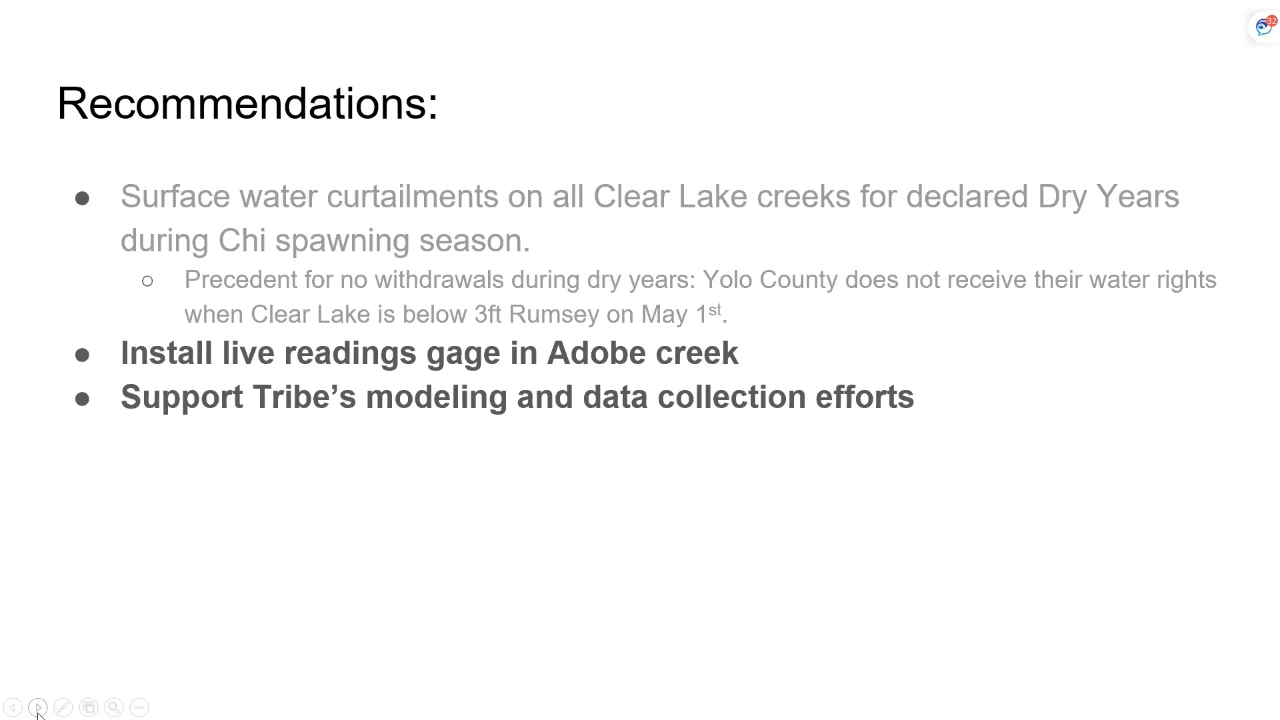 Recommendations:
● Surface water curtailments on all Clear Lake creeks for declared Dry Years
during Chi spawning season.
○ Precedent for no withdrawals during dry years: Yolo County does not receive their water rights
when Clear Lake is below 3ft Rumsey on May 1st.
● Install live readings gage in Adobe creek
● Support Tribe’s modeling and data collection efforts